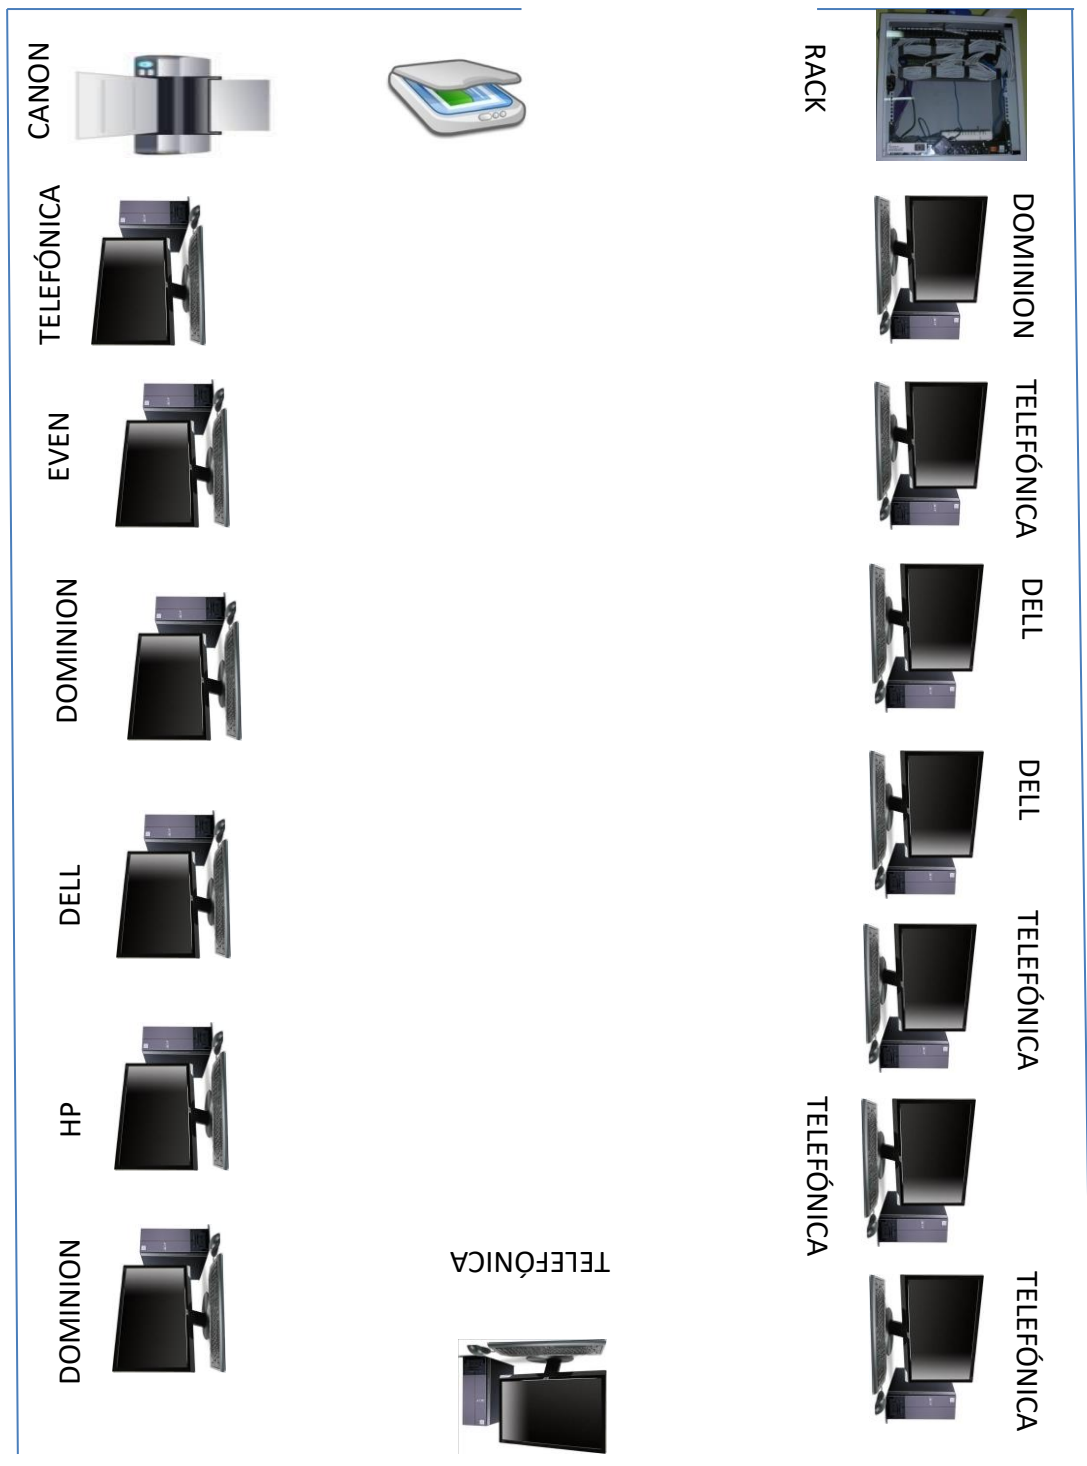 CANON
TELEFÓNICA
EVEN
DOMINION
DELL
HP
DOMINION
TELEFÓNICA
RACK
DOMINION
TELEFÓNICA
DELL
DELL
TELEFÓNICA
TELEFÓNICA
TELEFÓNICA